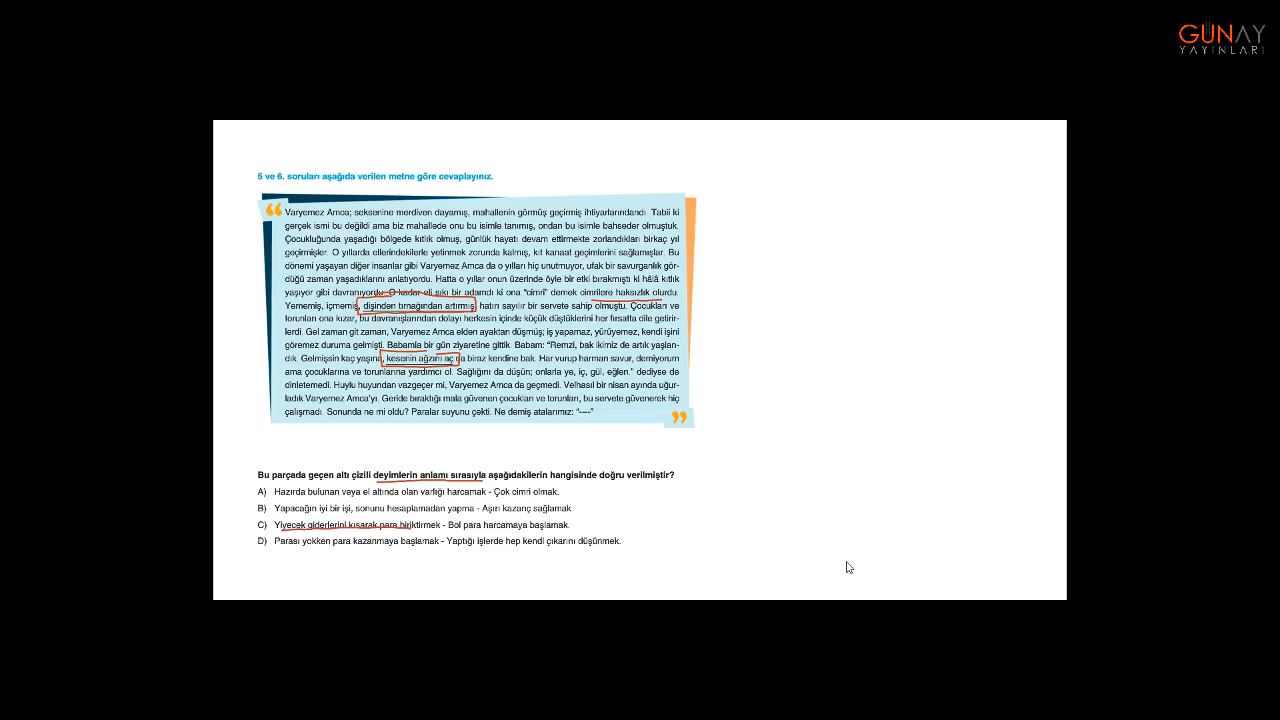 GÜNAY
YAYINLARI
5 ve 6. soruları aşağıda verilen metne göre cevaplayınız.
“ Varyemez Amca; seksenine merdiven dayamış, mahallenin görmüş geçirmiş ihtiyarlarındandı Tabii ki
gerçek ismi bu değildi ama biz mahallede onu bu isimle tanımış, ondan bu isimle bahseder olmuştuk.
Çocukluğunda yaşadığı bölgede kıtlık olmuş, günlük hayatı devam ettirmekte zorlandıkları birkaç yıl
geçirmişler. O yıllarda ellerindekilerle yetinmek zorunda kalmış, kıt kanaat geçimlerini sağlamışlar. Bu
dönemi yaşayan diğer insanlar gibi Varyemez Amca da o yılları hiç unutmuyor, ufak bir savurganlık gör-
düğü zaman yaşadıklarını anlatıyordu. Hatta o yıllar onun üzerinde öyle bir etki bırakmıştı ki hâlâ kıtlık
yaşıyor gibi davranıyordu. O kadar eli sıkı bir adamdı ki ona “cimri” demek cimrilere haksızlık olurdu.
Yememiş, içmemiş, dişinden tırnağından artırmış hatırı sayılır bir servete sahip olmuştu. Çocukları ve
torunları ona kızar, bu davranışlarından dolayı herkesin içinde küçük düştüklerini her fırsatta dile getirir-
lerdi. Gel zaman git zaman, Varyemez Amca elden ayaktan düşmüş; iş yapamaz, yürüyemez, kendi işini
göremez duruma gelmişti. Babamla bir gün ziyaretine gittik. Babam: “Remzi, bak ikimiz de artık yaşlan-
dık. Gelmişsin kaç yaşına, kesenin ağzını aç da biraz kendine bak. Har vurup harman savur, demiyorum
ama çocuklarına ve torunlarına yardımcı ol. Sağlığını da düşün; onlarla ye, iç, gül, eğlen.” dediyse de
dinletemedi. Huylu huyundan vazgeçer mi, Varyemez Amca da geçmedi. Velhasıl bir nisan ayında uğur-
ladık Varyemez Amca'yı. Geride bıraktığı mala güvenen çocukları ve torunları, bu servete güvenerek hiç
çalışmadı. Sonunda ne mi oldu? Paralar suyunu çekti. Ne demiş atalarımız: “----” ”
Bu parçada geçen altı çizili deyimlerin anlamı sırasıyla aşağıdakilerin hangisinde doğru verilmiştir?
A) Hazırda bulunan veya el altında olan varlığı harcamak - Çok cimri olmak.
B) Yapacağın iyi bir işi, sonunu hesaplamadan yapma - Aşırı kazanç sağlamak.
C) Yiyecek giderlerini kısarak para biriktirmek - Bol para harcamaya başlamak.
D) Parası yokken para kazanmaya başlamak - Yaptığı işlerde hep kendi çıkarını düşünmek.